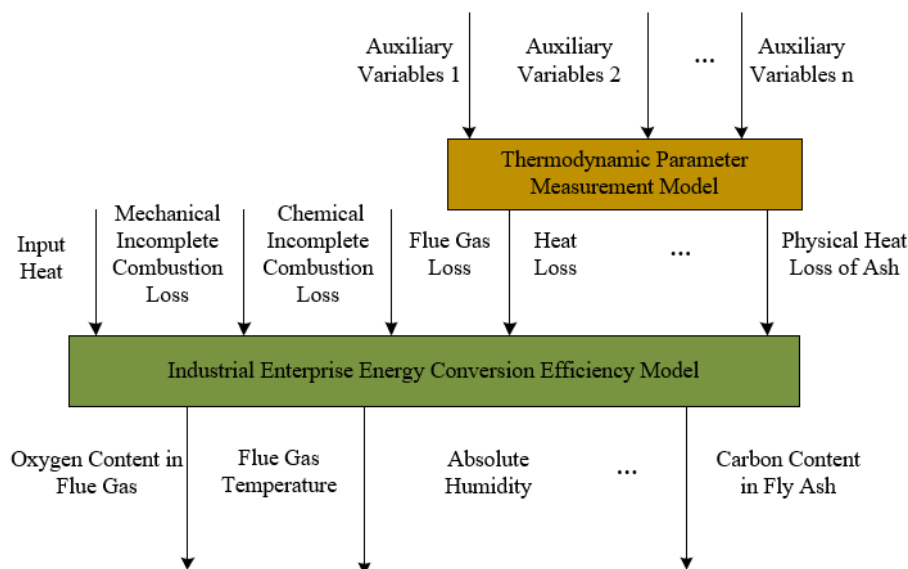 Auxiliary
Variables 1
Auxiliary
Variables 2
...
Auxiliary
Variables n
Thermodynamic Parameter
Measurement Model
Input
Heat
Mechanical
Incomplete
Combustion
Loss
Chemical
Incomplete
Combustion
Loss
Flue Gas
Loss
Heat
Loss
...
Physical Heat
Loss of Ash
Industrial Enterprise Energy Conversion Efficiency Model
Oxygen Content in
Flue Gas
Flue Gas
Temperature
Absolute
Humidity
...
Carbon Content
in Fly Ash